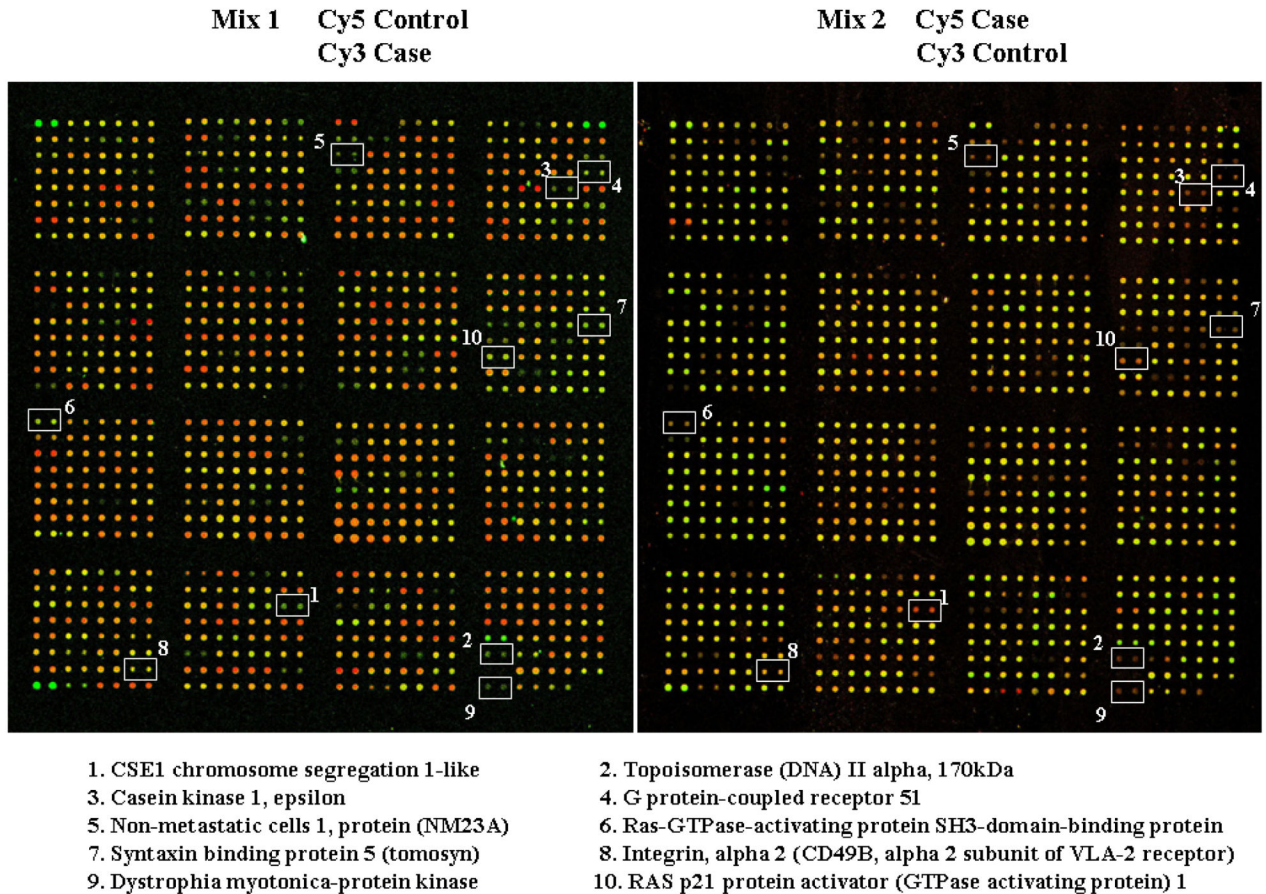 Mix 1 Cy5 Control
Cy3 Case
Mix 2 Cy5 Case
Cy3 Control
5
3
4
7
10
6
1
2
8
9
5
3
4
7
10
6
1
2
8
9
1. CSE1 chromosome segregation 1-like
2. Topoisomerase (DNA) II alpha, 170kDa
3. Casein kinase 1, epsilon
4. G protein-coupled receptor 51
5. Non-metastatic cells 1, protein (NM23A)
6. Ras-GTPase-activating protein SH3-domain-binding protein
7. Syntaxin binding protein 5 (tomosyn)
8. Integrin, alpha 2 (CD49B, alpha 2 subunit of VLA-2 receptor)
9. Dystrophia myotonica-protein kinase
10. RAS p21 protein activator (GTPase activating protein) 1